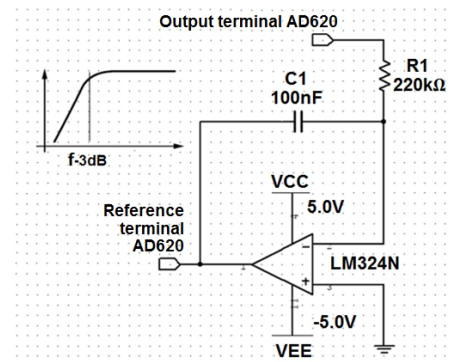 Output terminal AD620
R1
220kΩ
C1
100nF
f-3dB
VCC
5.0V
Reference
terminal
AD620
LM324N
-5.0V
VEE